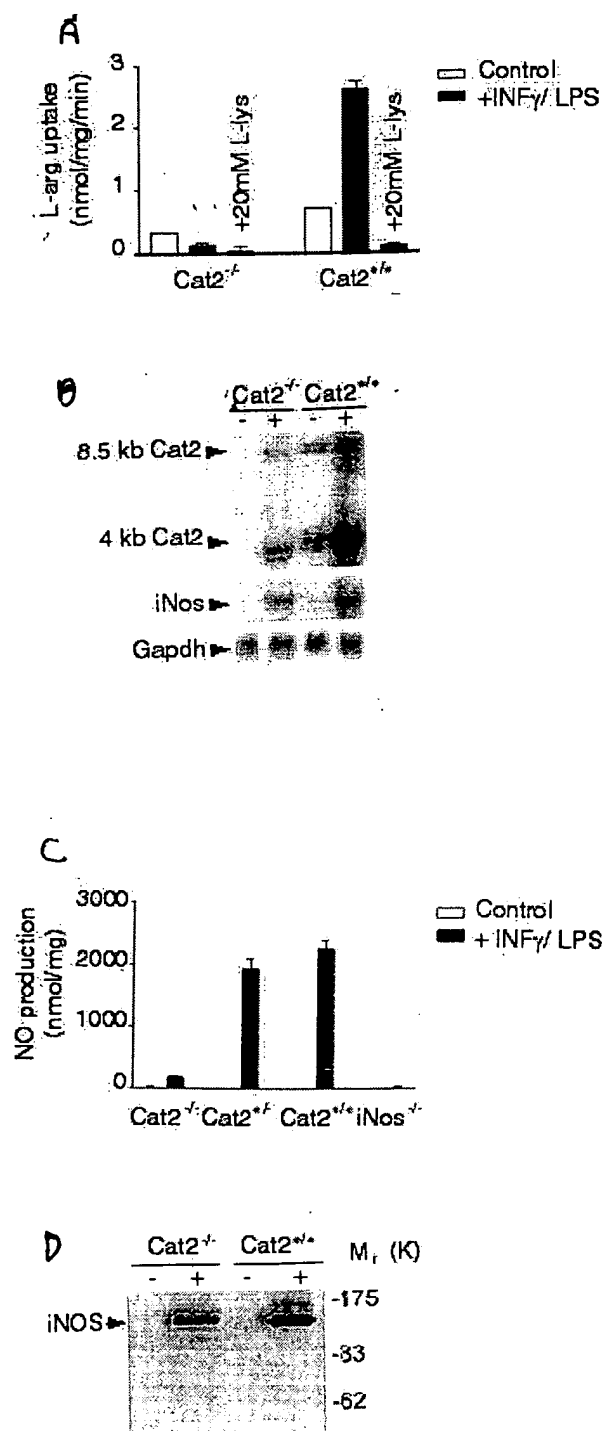 A
L-arg uptake
(nmol/mg/min)
3
2
1
0
+20mM L-lys
+20mM L-lys
Cat2-/-
Cat2+/+
Control
+INFγ/ LPS
B
Cat2-/- Cat2+/+
- + - +
8.5 kb Cat2
4 kb Cat2
iNos
Gapdh
C
NO production
(nmol/mg)
3000
2000
1000
0
Cat2-/- Cat2+/- Cat2+/+ iNos-/-
Control
+ INFγ/ LPS
D
Cat2-/- Cat2+/+ Mr (K)
- + - +
iNOS
-175
-83
-62